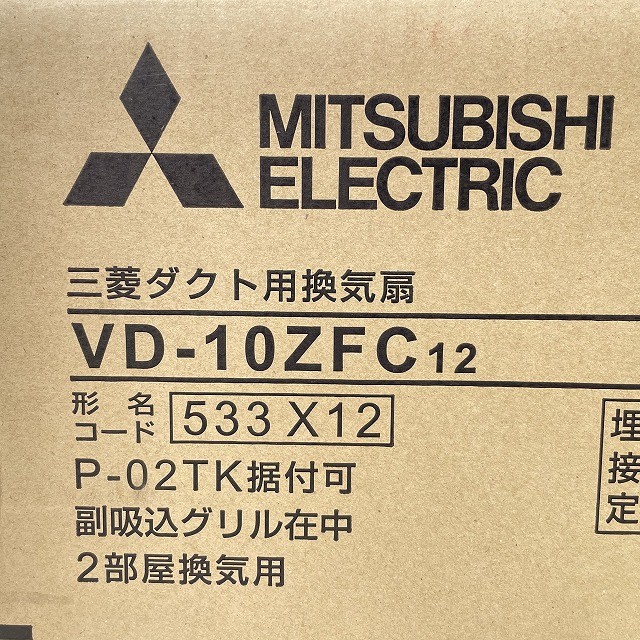 MITSUBISHI
ELECTRIC
三菱ダクト用換気扇
VD-10ZFC12
形名
コード 533 X12
P-02TK据付可
副吸込グリル在中
2部屋換気用
埋
接
定